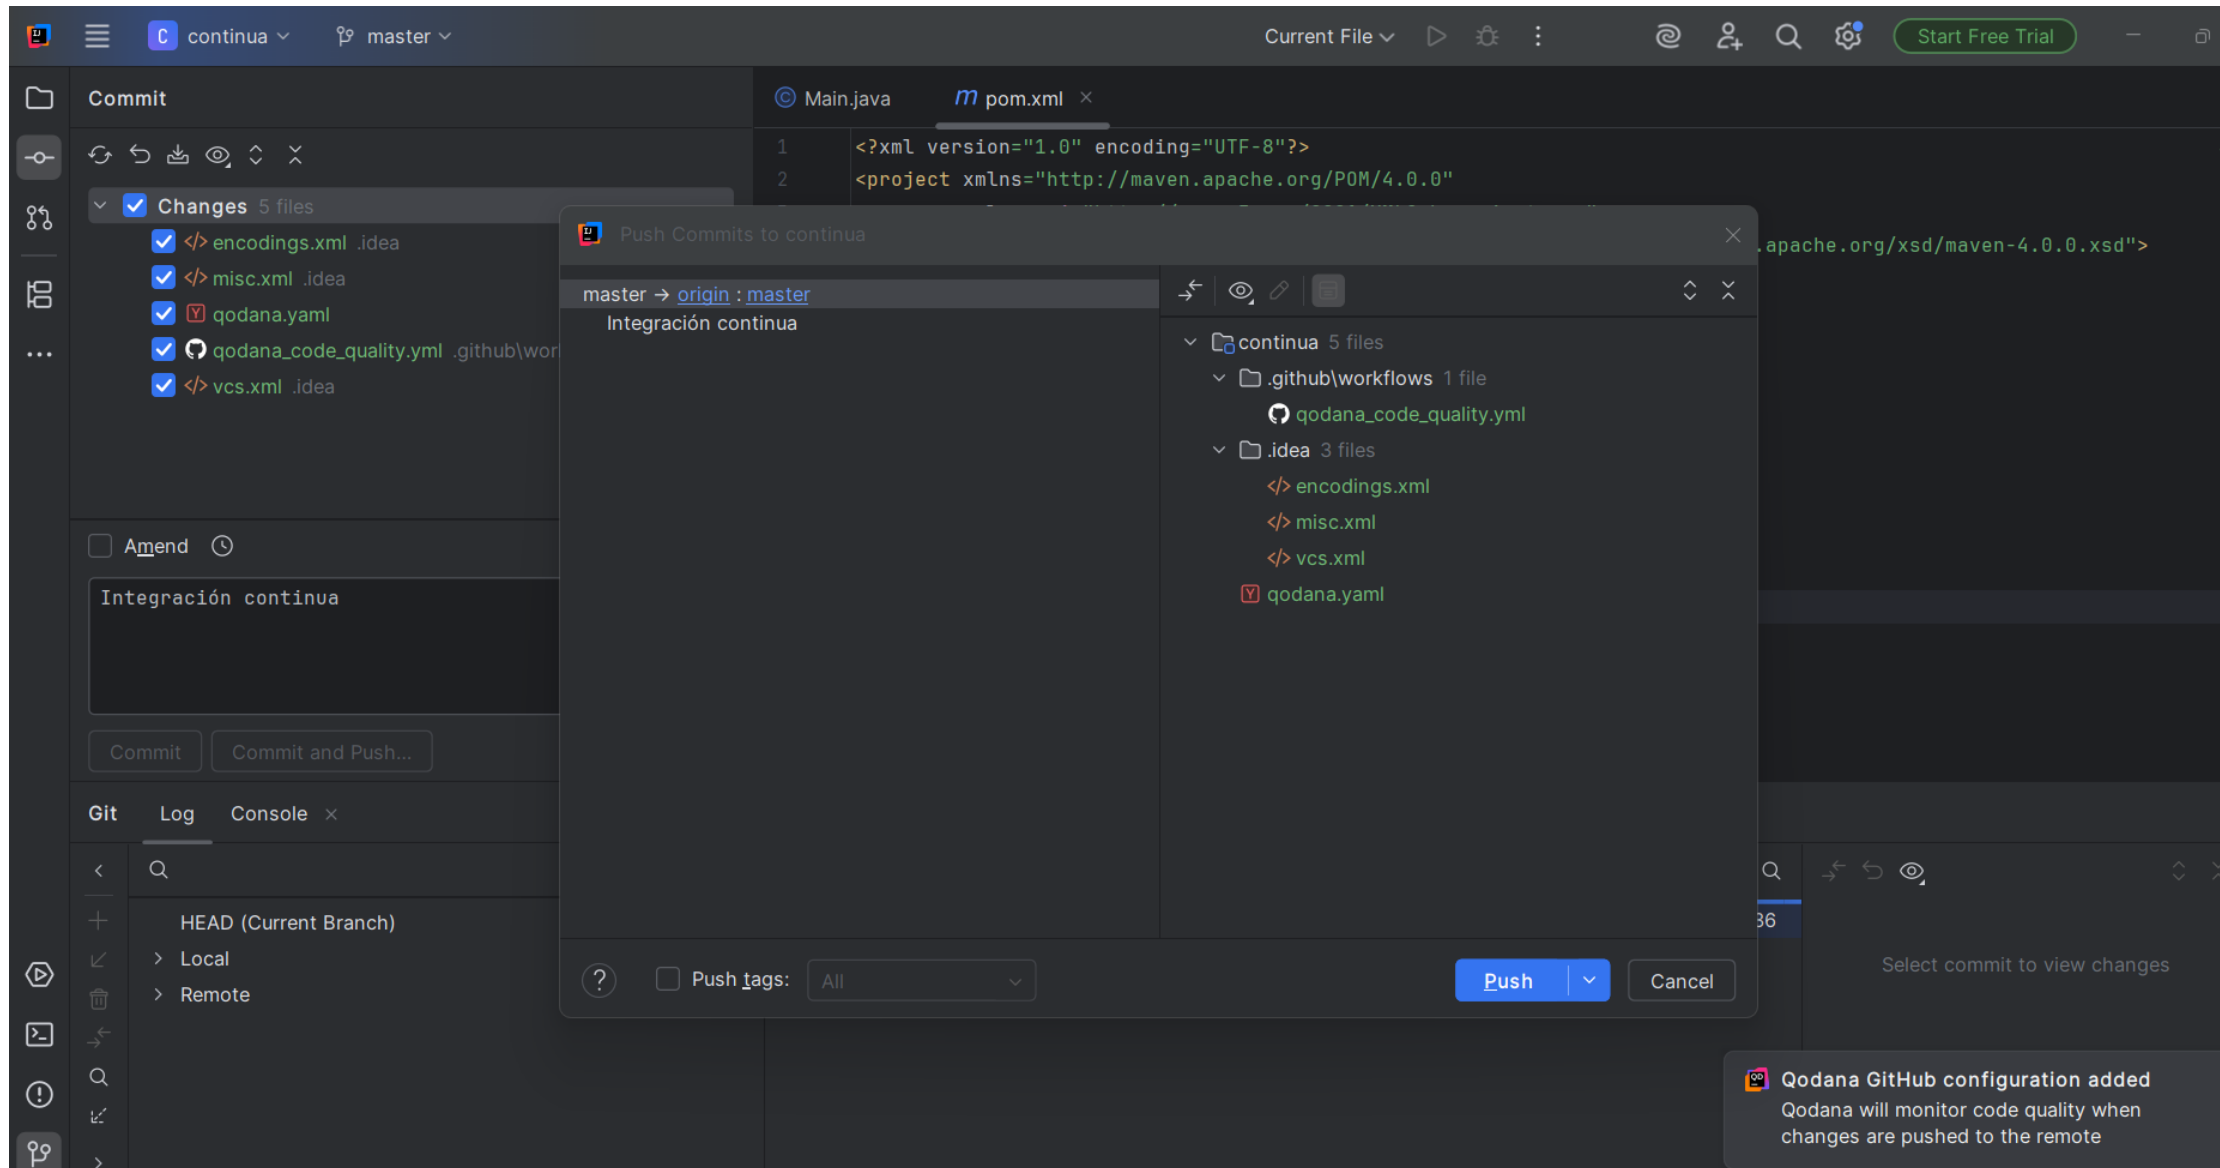 C continua master Current File Start Free Trial
Commit
Main.java m pom.xml
1 <?xml version="1.0" encoding="UTF-8"?>
2 <project xmlns="http://maven.apache.org/POM/4.0.0"
.apache.org/xsd/maven-4.0.0.xsd">
Changes 5 files
encodings.xml .idea
misc.xml .idea
qodana.yaml
qodana_code_quality.yml .github\wor
vcs.xml .idea
Amend
Integración continua
Commit Commit and Push...
Push Commits to continua
master → origin : master
Integración continua
continua 5 files
.github\workflows 1 file
qodana_code_quality.yml
.idea 3 files
encodings.xml
misc.xml
vcs.xml
qodana.yaml
? Push tags: All Push Cancel
Git Log Console
HEAD (Current Branch)
Local
Remote
36
Select commit to view changes
Qodana GitHub configuration added
Qodana will monitor code quality when
changes are pushed to the remote